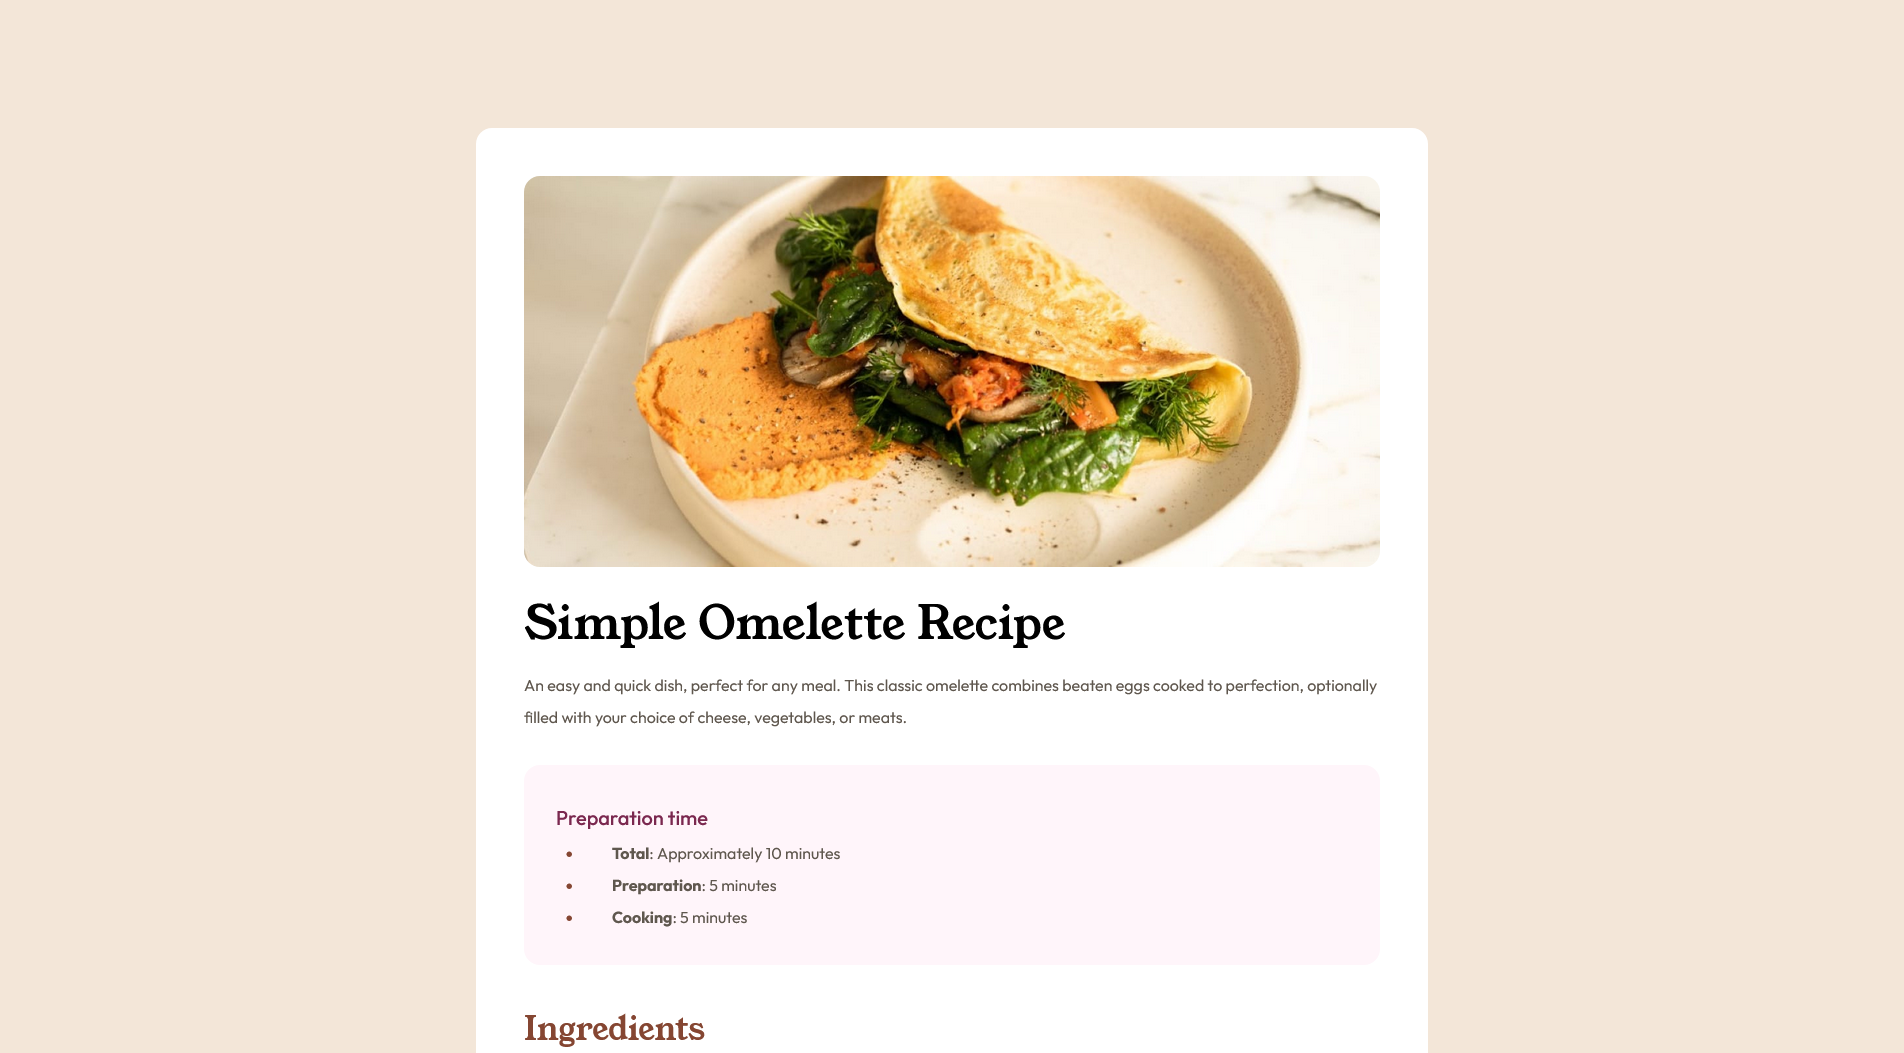 Simple Omelette Recipe
An easy and quick dish, perfect for any meal. This classic omelette combines beaten eggs cooked to perfection, optionally
filled with your choice of cheese, vegetables, or meats.
Preparation time
• Total: Approximately 10 minutes
• Preparation: 5 minutes
• Cooking: 5 minutes
Ingredients